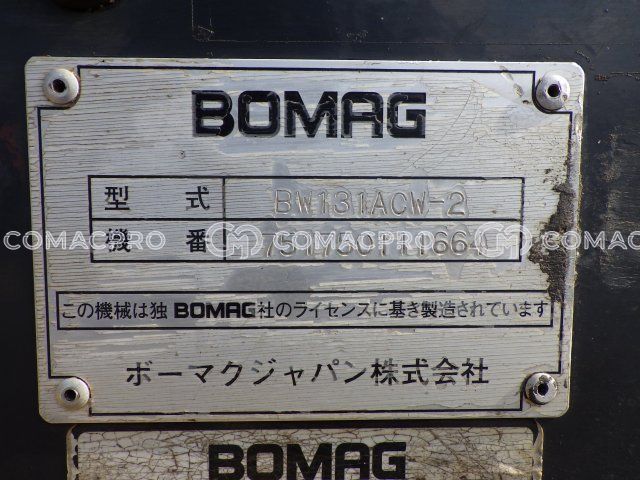 BOMAG
型式 BW131ACW-2
機番
COMACPRO COMACPRO COMACPRO
この機械は独BOMAG社のライセンスに基き製造されています
ボーマクジャパン株式会社
BOMAG